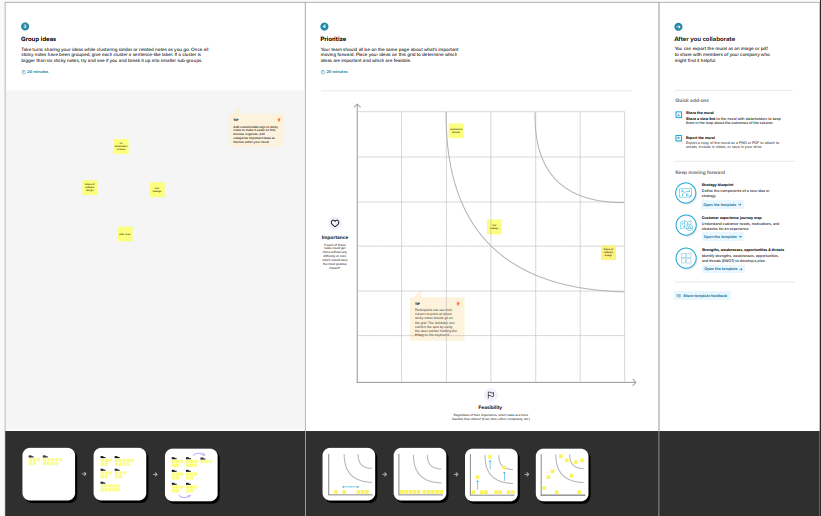 3
Group ideas
Take turns sharing your ideas while clustering similar or related notes as you go. Once all
sticky notes have been grouped, give each cluster a sentence-like label. If a cluster is
bigger than six sticky notes, try and see if you and break it up into smaller sub-groups.
20 minutes
TIP
Add customizable tags to sticky
notes to make it easier to find,
browse, organize, and
categorize important ideas as
themes within your mural.
4
Prioritize
Your team should all be on the same page about what's important
moving forward. Place your ideas on this grid to determine which
ideas are important and which are feasible.
20 minutes
Importance
If each of these
tasks could get
done without any
difficulty or cost,
which would have
the most positive
impact?
TIP
Participants can use their
cursors to point at where
sticky notes should go on
the grid. The facilitator can
confirm the spot by using
the laser pointer holding the
H key on the keyboard.
Feasibility
Regardless of their importance, which tasks are more
feasible than others? (Cost, time, effort, complexity, etc.)
After you collaborate
You can export the mural as an image or pdf
to share with members of your company who
might find it helpful.
Quick add-ons
Share the mural
Share a view link to the mural with stakeholders to keep
them in the loop about the outcomes of the session.
Export the mural
Export a copy of the mural as a PNG or PDF to attach to
emails, include in slides, or save in your drive.
Keep moving forward
Strategy blueprint
Define the components of a new idea or
strategy.
Open the template →
Customer experience journey map
Understand customer needs, motivations, and
obstacles for an experience.
Open the template →
Strengths, weaknesses, opportunities & threats
Identify strengths, weaknesses, opportunities,
and threats (SWOT) to develop a plan.
Open the template →
Share template feedback